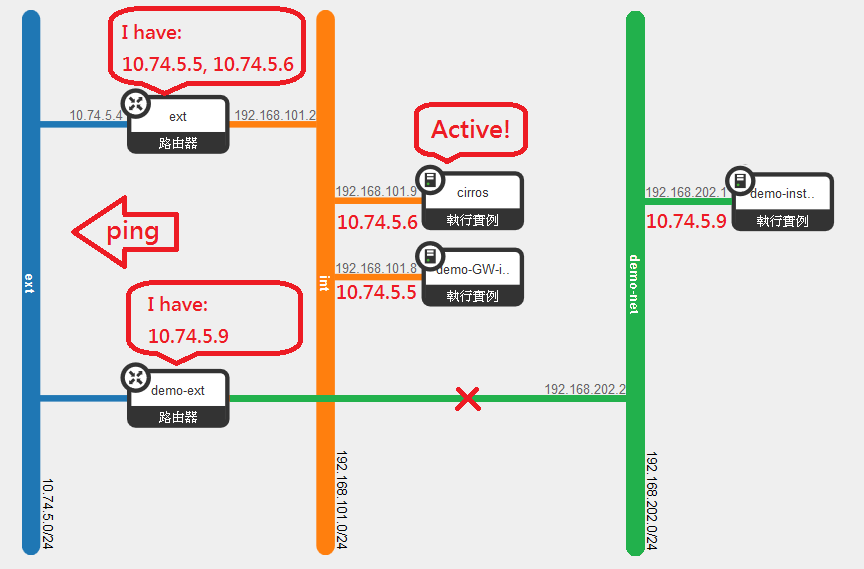 I have:
10.74.5.5, 10.74.5.6
10.74.5.4
ext
192.168.101.2
路由器
Active!
192.168.101.9
cirros
10.74.5.6
執行實例
192.168.202.1
demo-inst..
10.74.5.9
執行實例
ping
192.168.101.8
demo-GW-i..
10.74.5.5
執行實例
ext
int
demo-net
I have:
10.74.5.9
demo-ext
路由器
192.168.202.2
10.74.5.0/24
192.168.101.0/24
192.168.202.0/24